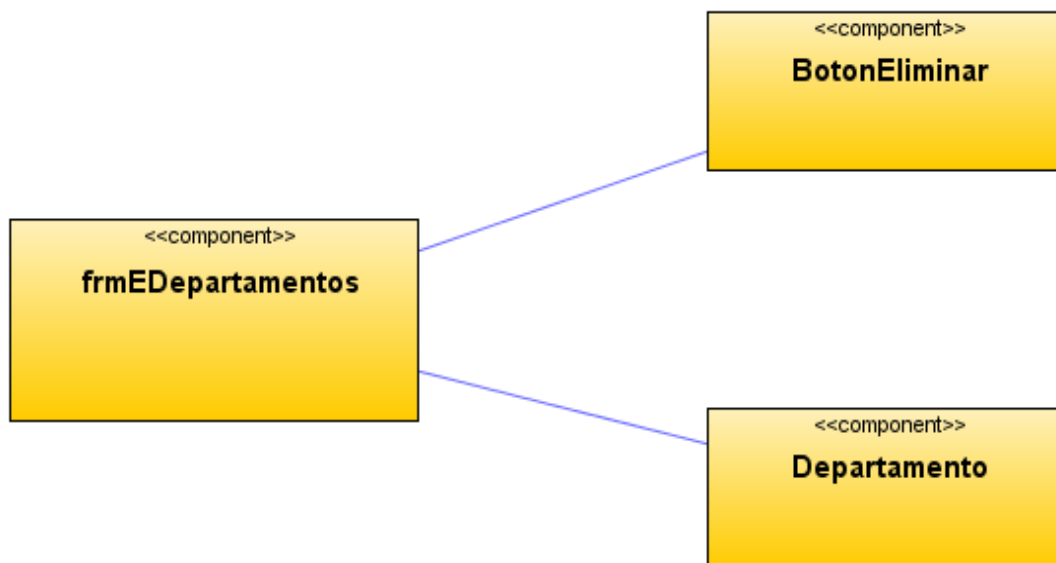 <<component>>
BotonEliminar
<<component>>
frmEDepartamentos
<<component>>
Departamento